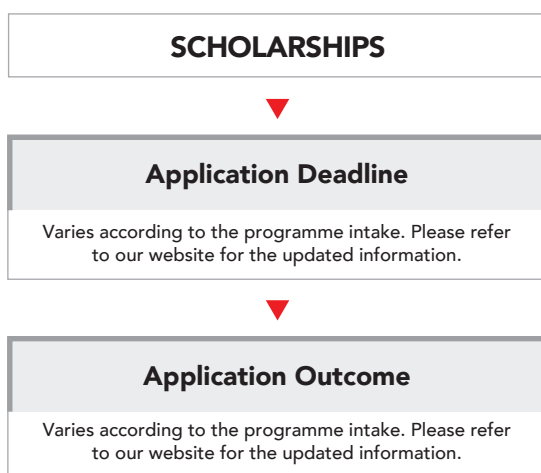 SCHOLARSHIPS
Application Deadline
Varies according to the programme intake. Please refer
to our website for the updated information.
Application Outcome
Varies according to the programme intake. Please refer
to our website for the updated information.